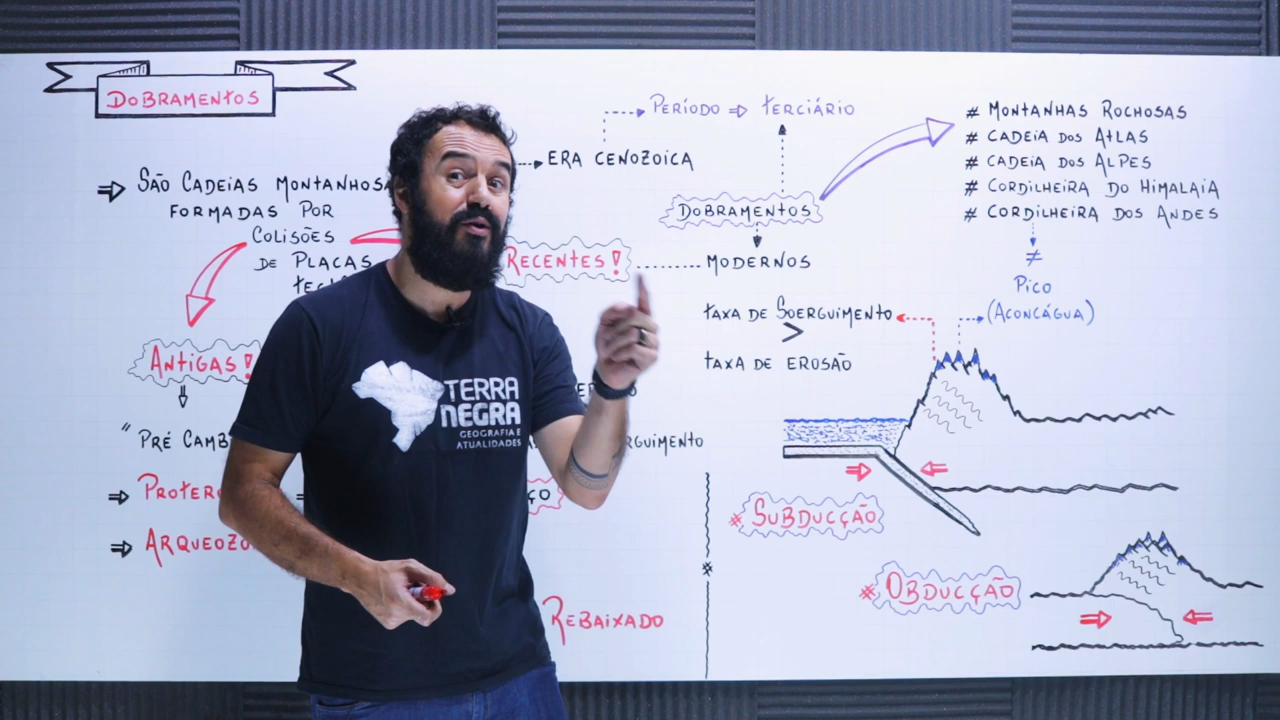 DOBRAMENTOS
SÃO CADEIAS MONTANHOSA
FORMADAS POR
COLISÕES
DE PLACAS
ANTIGAS!
"PRÉ CAMB
PROTERO
ARQUEOZO
TERRA
NEGRA
GEOGRAFIA E
ATUALIDADES
REBAIXADO
RECENTES!
MODERNOS
DOBRAMENTOS
ERA CENOZOICA
PERÍODO ⇒ TERCIÁRIO
# MONTANHAS ROCHOSAS
# CADEIA DOS ATLAS
# CADEIA DOS ALPES
# CORDILHEIRA DO HIMALAIA
# CORDILHEIRA DOS ANDES
≠
PICO
(ACONCÁGUA)
TAXA DE SOERGUIMENTO
>
TAXA DE EROSÃO
# SUBDUCÇÃO
# OBDUCÇÃO